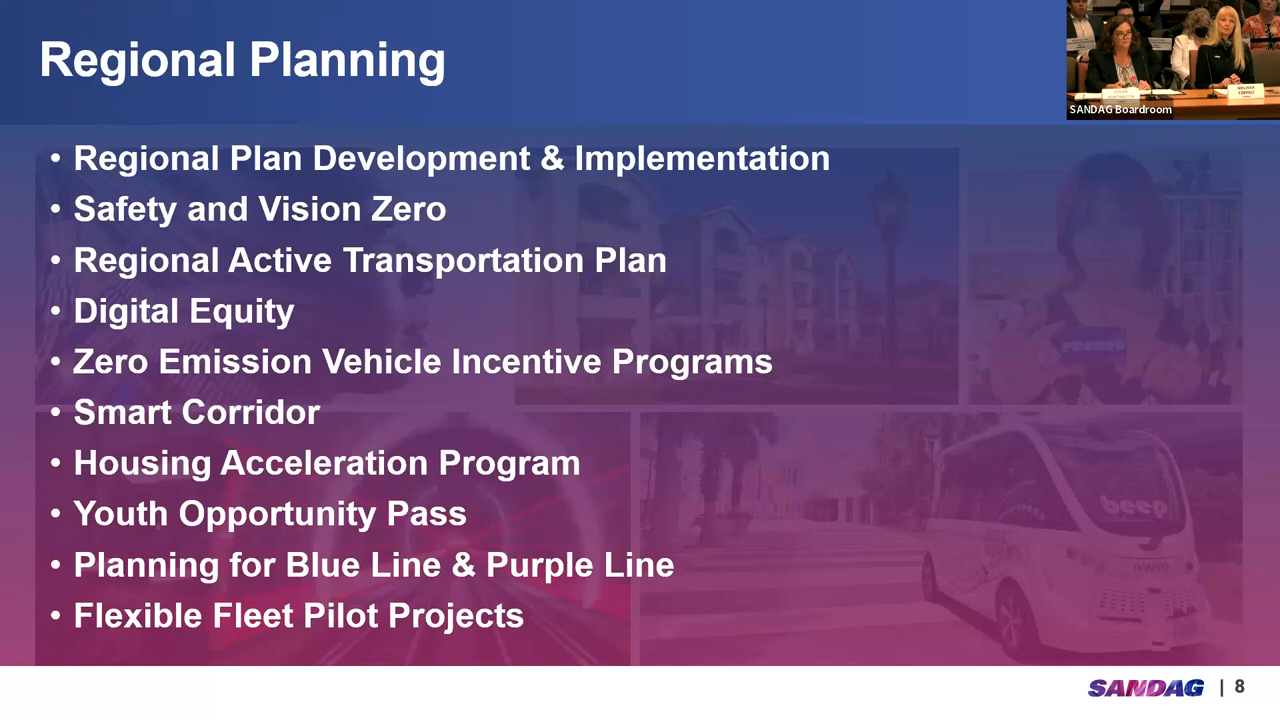 Regional Planning
SANDAG Boardroom
• Regional Plan Development & Implementation
• Safety and Vision Zero
• Regional Active Transportation Plan
• Digital Equity
• Zero Emission Vehicle Incentive Programs
• Smart Corridor
• Housing Acceleration Program
• Youth Opportunity Pass
• Planning for Blue Line & Purple Line
• Flexible Fleet Pilot Projects
beep
SANDAG | 8